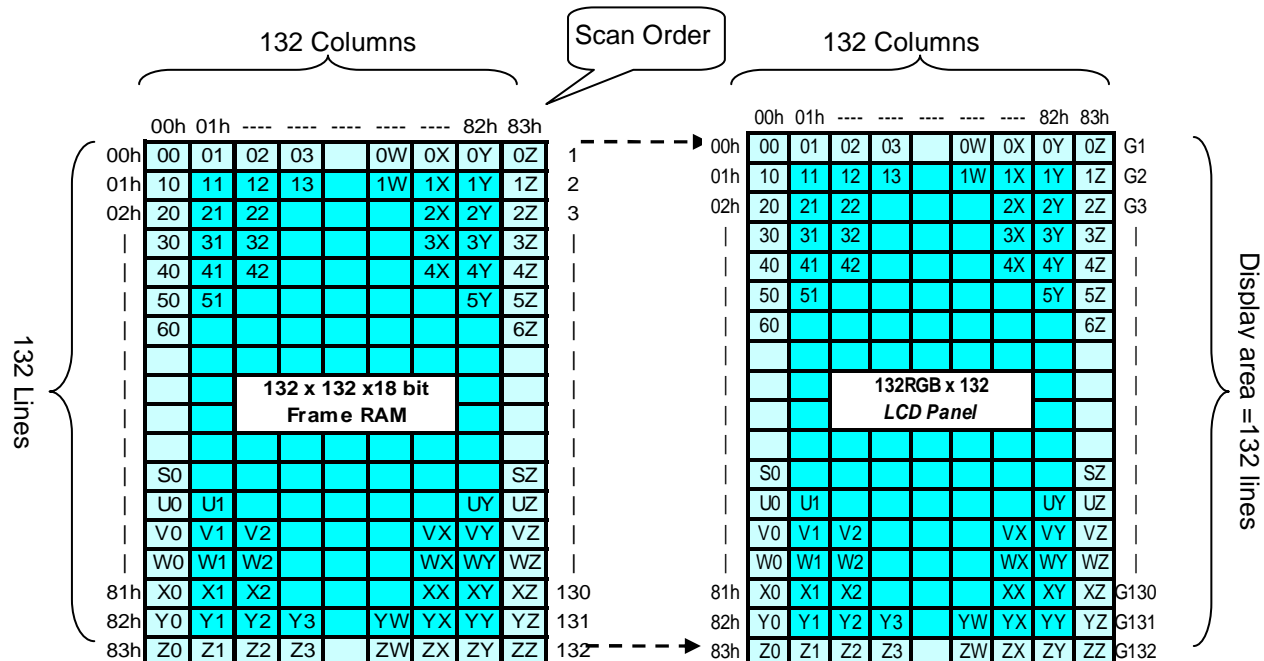 132 Columns
Scan Order
132 Columns
00h 01h ---- ---- ---- ---- ---- 82h 83h
00h 01h ---- ---- ---- ---- ---- 82h 83h
00h 00 01 02 03 0W 0X 0Y 0Z 1
00h 00 01 02 03 0W 0X 0Y 0Z G1
01h 10 11 12 13 1W 1X 1Y 1Z 2
01h 10 11 12 13 1W 1X 1Y 1Z G2
02h 20 21 22 2X 2Y 2Z 3
02h 20 21 22 2X 2Y 2Z G3
30 31 32 3X 3Y 3Z
30 31 32 3X 3Y 3Z
40 41 42 4X 4Y 4Z
40 41 42 4X 4Y 4Z
50 51 5Y 5Z
50 51 5Y 5Z
60 6Z
60 6Z
132 Lines
132 x 132 x18 bit
Frame RAM
132RGB x 132
LCD Panel
Display area =132 lines
S0 SZ
S0 SZ
U0 U1 UY UZ
U0 U1 UY UZ
V0 V1 V2 VX VY VZ
V0 V1 V2 VX VY VZ
W0 W1 W2 WX WY WZ
W0 W1 W2 WX WY WZ
81h X0 X1 X2 XX XY XZ 130
81h X0 X1 X2 XX XY XZ G130
82h Y0 Y1 Y2 Y3 YW YX YY YZ 131
82h Y0 Y1 Y2 Y3 YW YX YY YZ G131
83h Z0 Z1 Z2 Z3 ZW ZX ZY ZZ 132
83h Z0 Z1 Z2 Z3 ZW ZX ZY ZZ G132